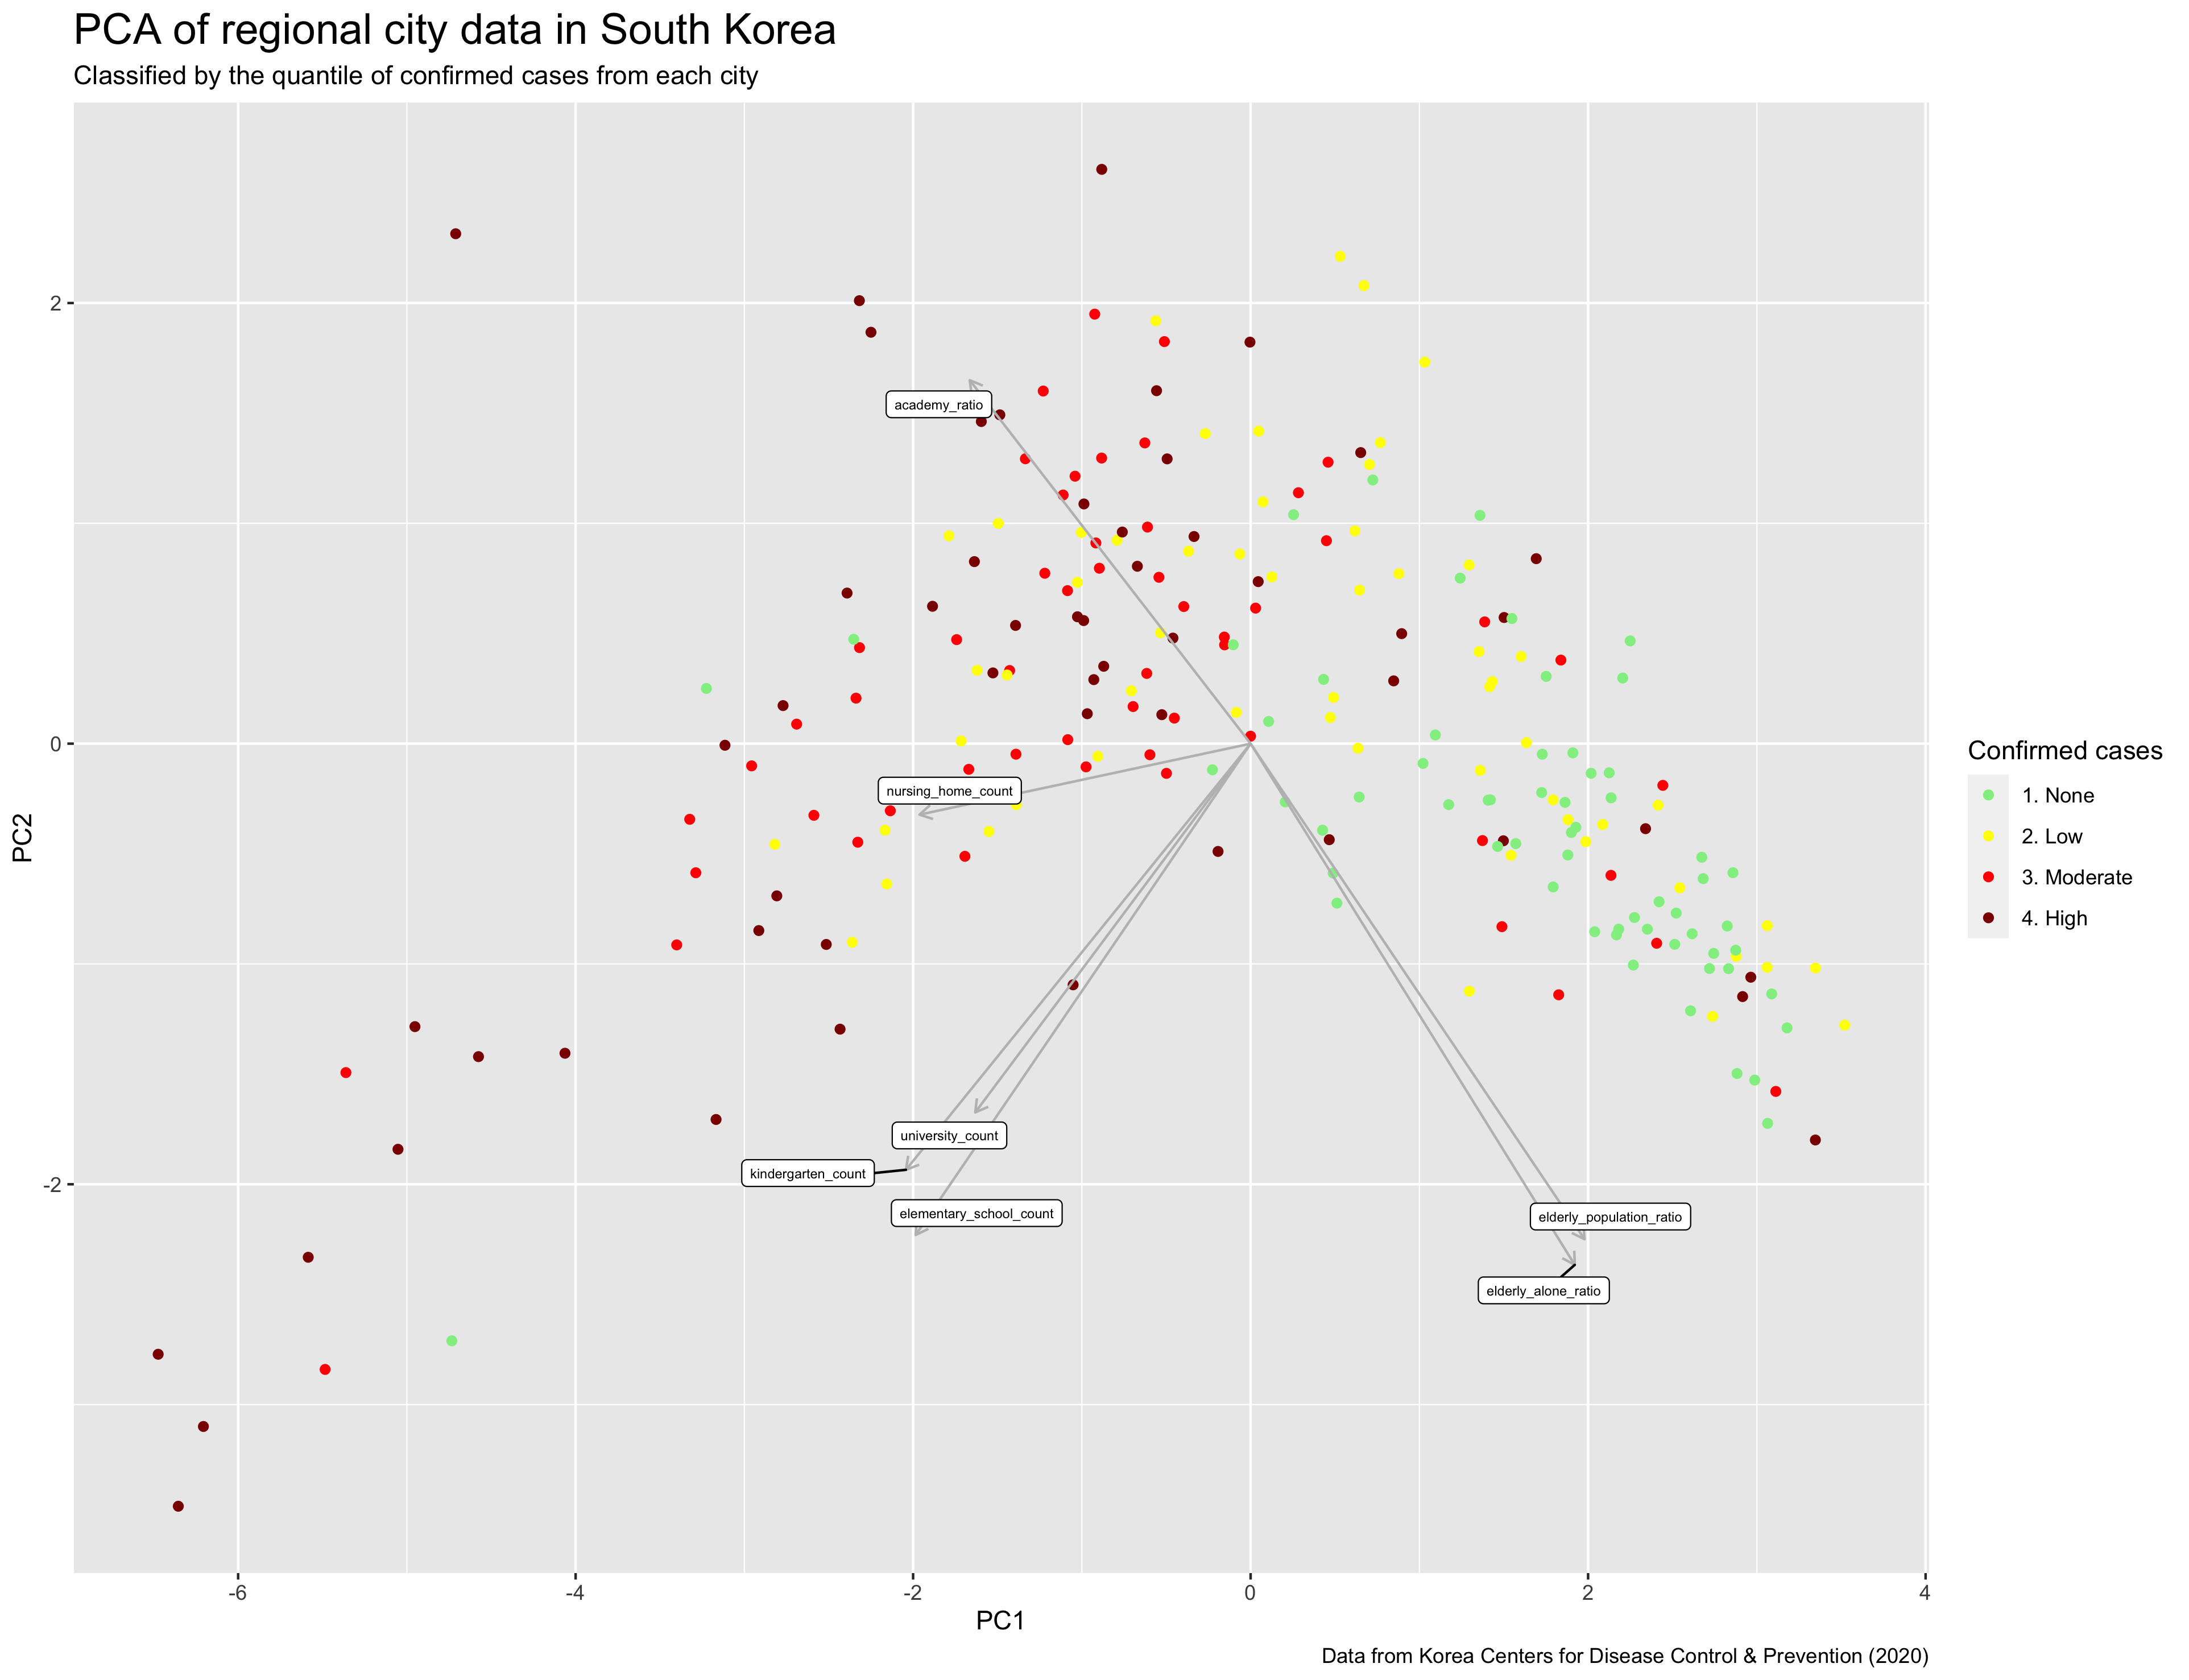 PCA of regional city data in South Korea
Classified by the quantile of confirmed cases from each city
PC2
2
0
-2
academy_ratio
nursing_home_count
university_count
kindergarten_count
elementary_school_count
elderly_population_ratio
elderly_alone_ratio
-6
-4
-2
0
2
4
PC1
Confirmed cases
1. None
2. Low
3. Moderate
4. High
Data from Korea Centers for Disease Control & Prevention (2020)